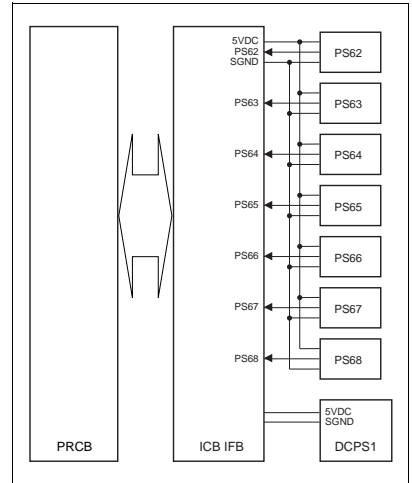 5VDC
PS62
SGND
PS62
PS63
PS63
PS64
PS64
PS65
PS65
PS66
PS66
PS67
PS67
PS68
PS68
5VDC
SGND
PRCB
ICB IFB
DCPS1